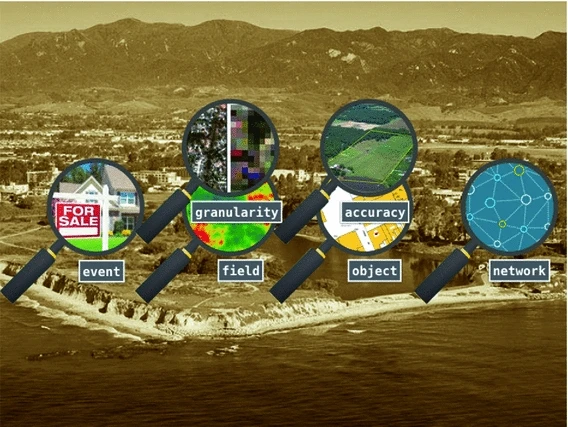 FOR
SALE
granularity
accuracy
event
field
object
network